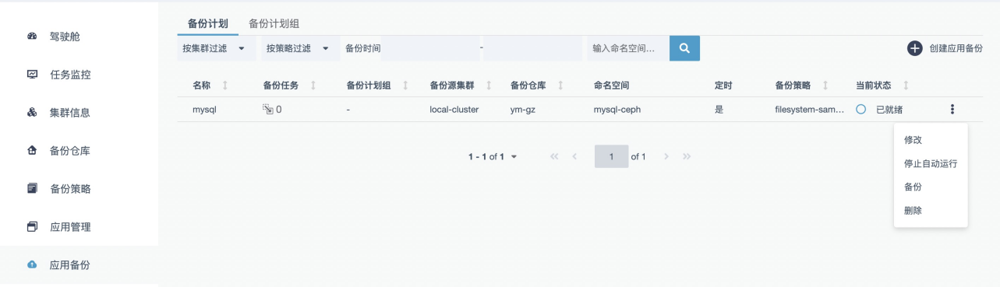 备份计划 备份计划组
驾驶舱
按集群过滤 按策略过滤 备份时间 - 输入命名空间... 创建应用备份
任务监控
名称 备份任务 备份计划组 备份源集群 备份仓库 命名空间 定时 备份策略 当前状态
集群信息
mysql 0 - local-cluster ym-gz mysql-ceph 是 filesystem-sam... 已就绪
修改
备份仓库
1 - 1 of 1 1 of 1
停止自动运行
备份策略
备份
删除
应用管理
应用备份